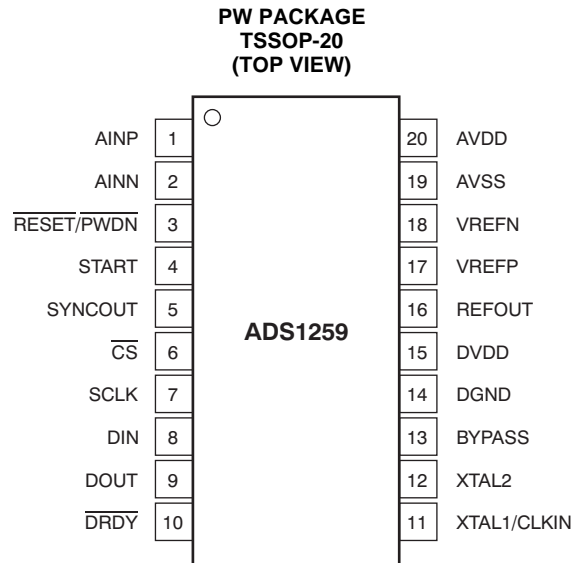 PW PACKAGE
TSSOP-20
(TOP VIEW)
AINP 1 20 AVDD
AINN 2 19 AVSS
RESET/PWDN 3 18 VREFN
START 4 17 VREFP
SYNCOUT 5 16 REFOUT
ADS1259
CS 6 15 DVDD
SCLK 7 14 DGND
DIN 8 13 BYPASS
DOUT 9 12 XTAL2
DRDY 10 11 XTAL1/CLKIN